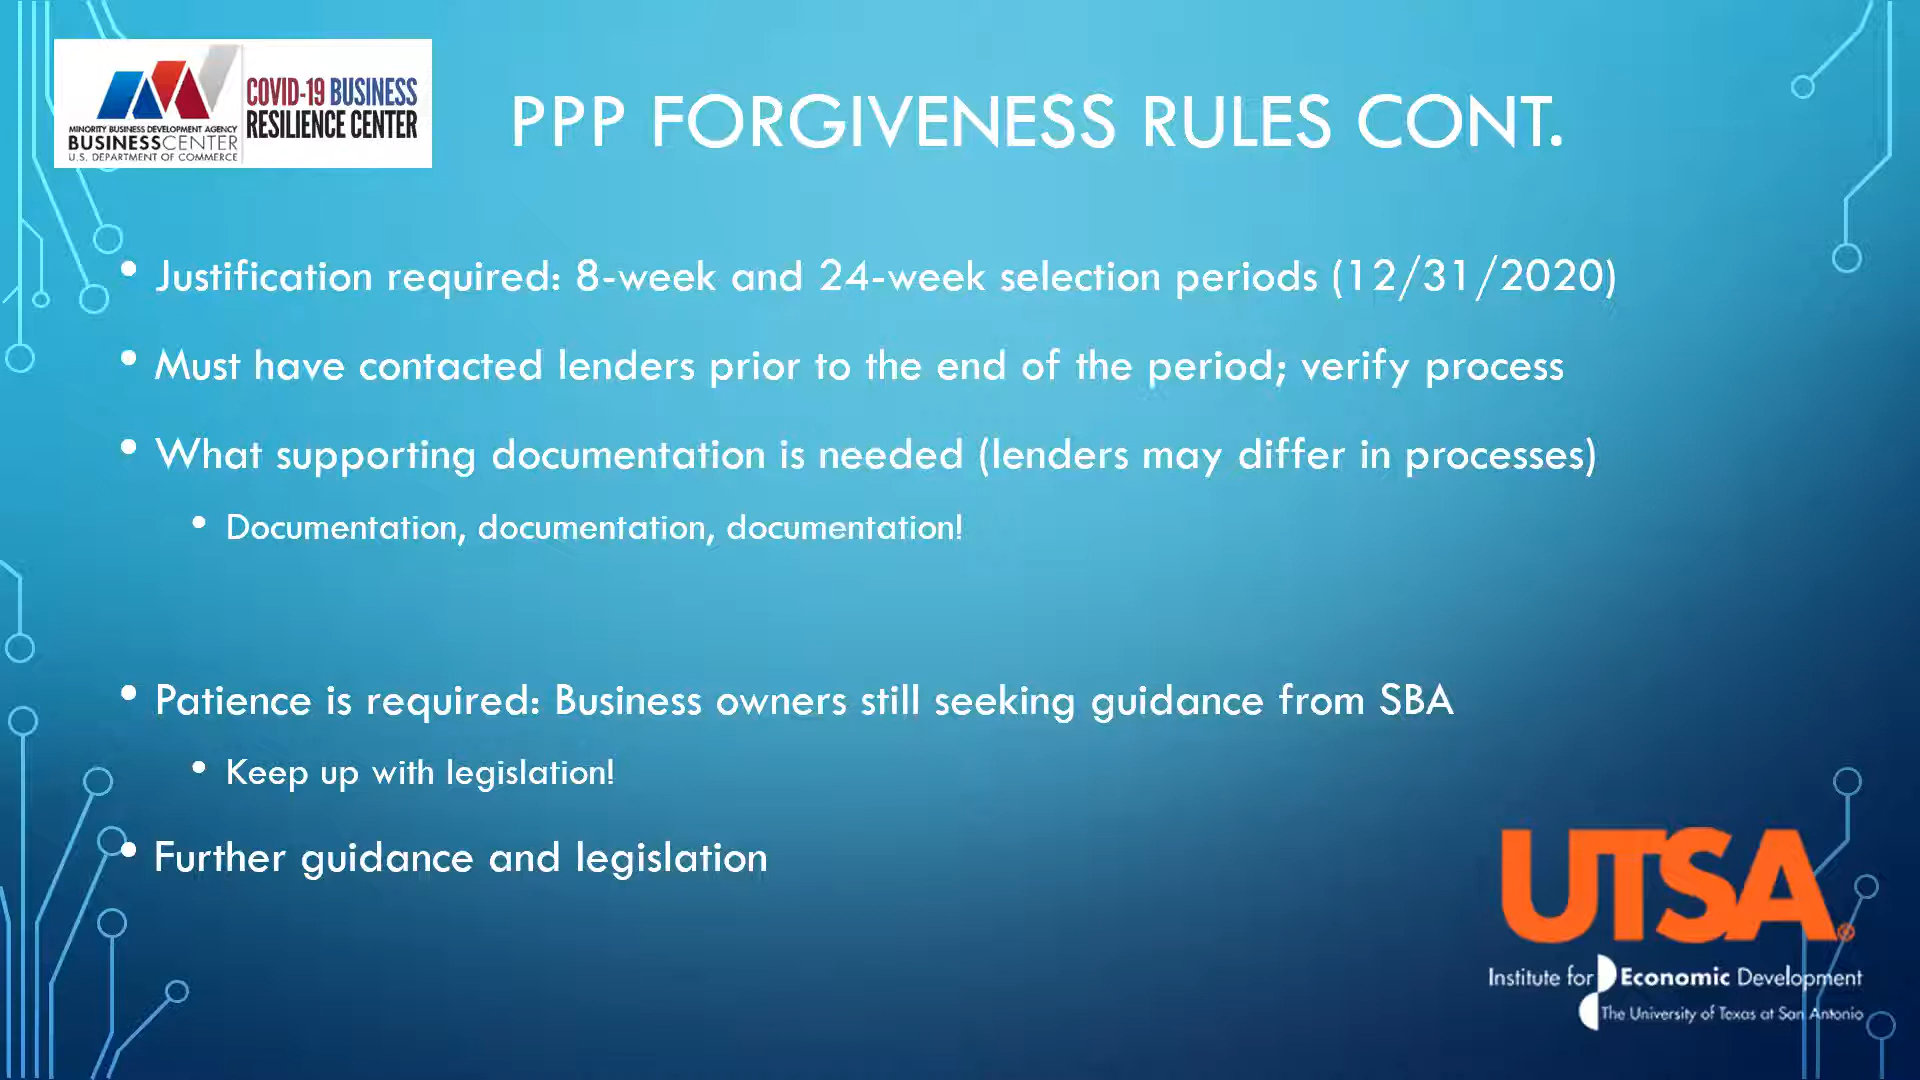 MINORITY BUSINESS DEVELOPMENT AGENCY
BUSINESSCENTER
U.S. DEPARTMENT OF COMMERCE
COVID-19 BUSINESS
RESILIENCE CENTER
PPP FORGIVENESS RULES CONT.
• Justification required: 8-week and 24-week selection periods (12/31/2020)
• Must have contacted lenders prior to the end of the period; verify process
• What supporting documentation is needed (lenders may differ in processes)
• Documentation, documentation, documentation!
• Patience is required: Business owners still seeking guidance from SBA
• Keep up with legislation!
• Further guidance and legislation
UTSA®
Institute for Economic Development
The University of Texas at San Antonio